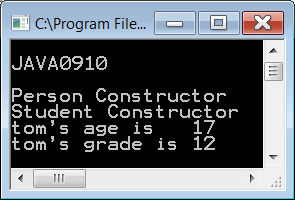 C:\Program File...
JAVA0910
Person Constructor
Student Constructor
tom's age is   17
tom's grade is 12